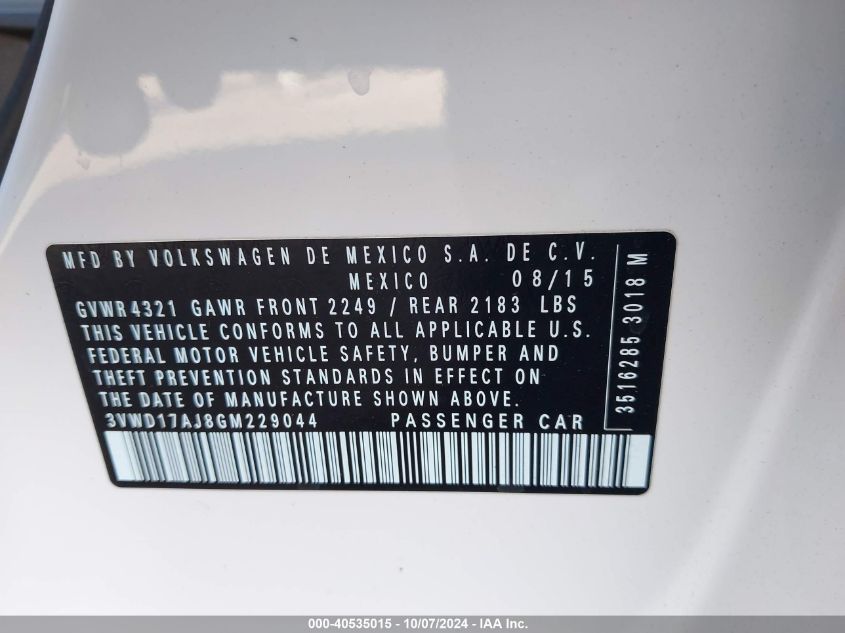 MFD BY VOLKSWAGEN DE MEXICO S.A. DE C.V.
MEXICO 08/15
GVWR 4321 GAWR FRONT 2249 / REAR 2183 LBS
THIS VEHICLE CONFORMS TO ALL APPLICABLE U.S.
FEDERAL MOTOR VEHICLE SAFETY, BUMPER AND
THEFT PREVENTION STANDARDS IN EFFECT ON
THE DATE OF MANUFACTURE SHOWN ABOVE.
3VWD17AJ8GM229044 PASSENGER CAR
3516285 3018 M
000-40535015 - 10/07/2024 - IAA Inc.